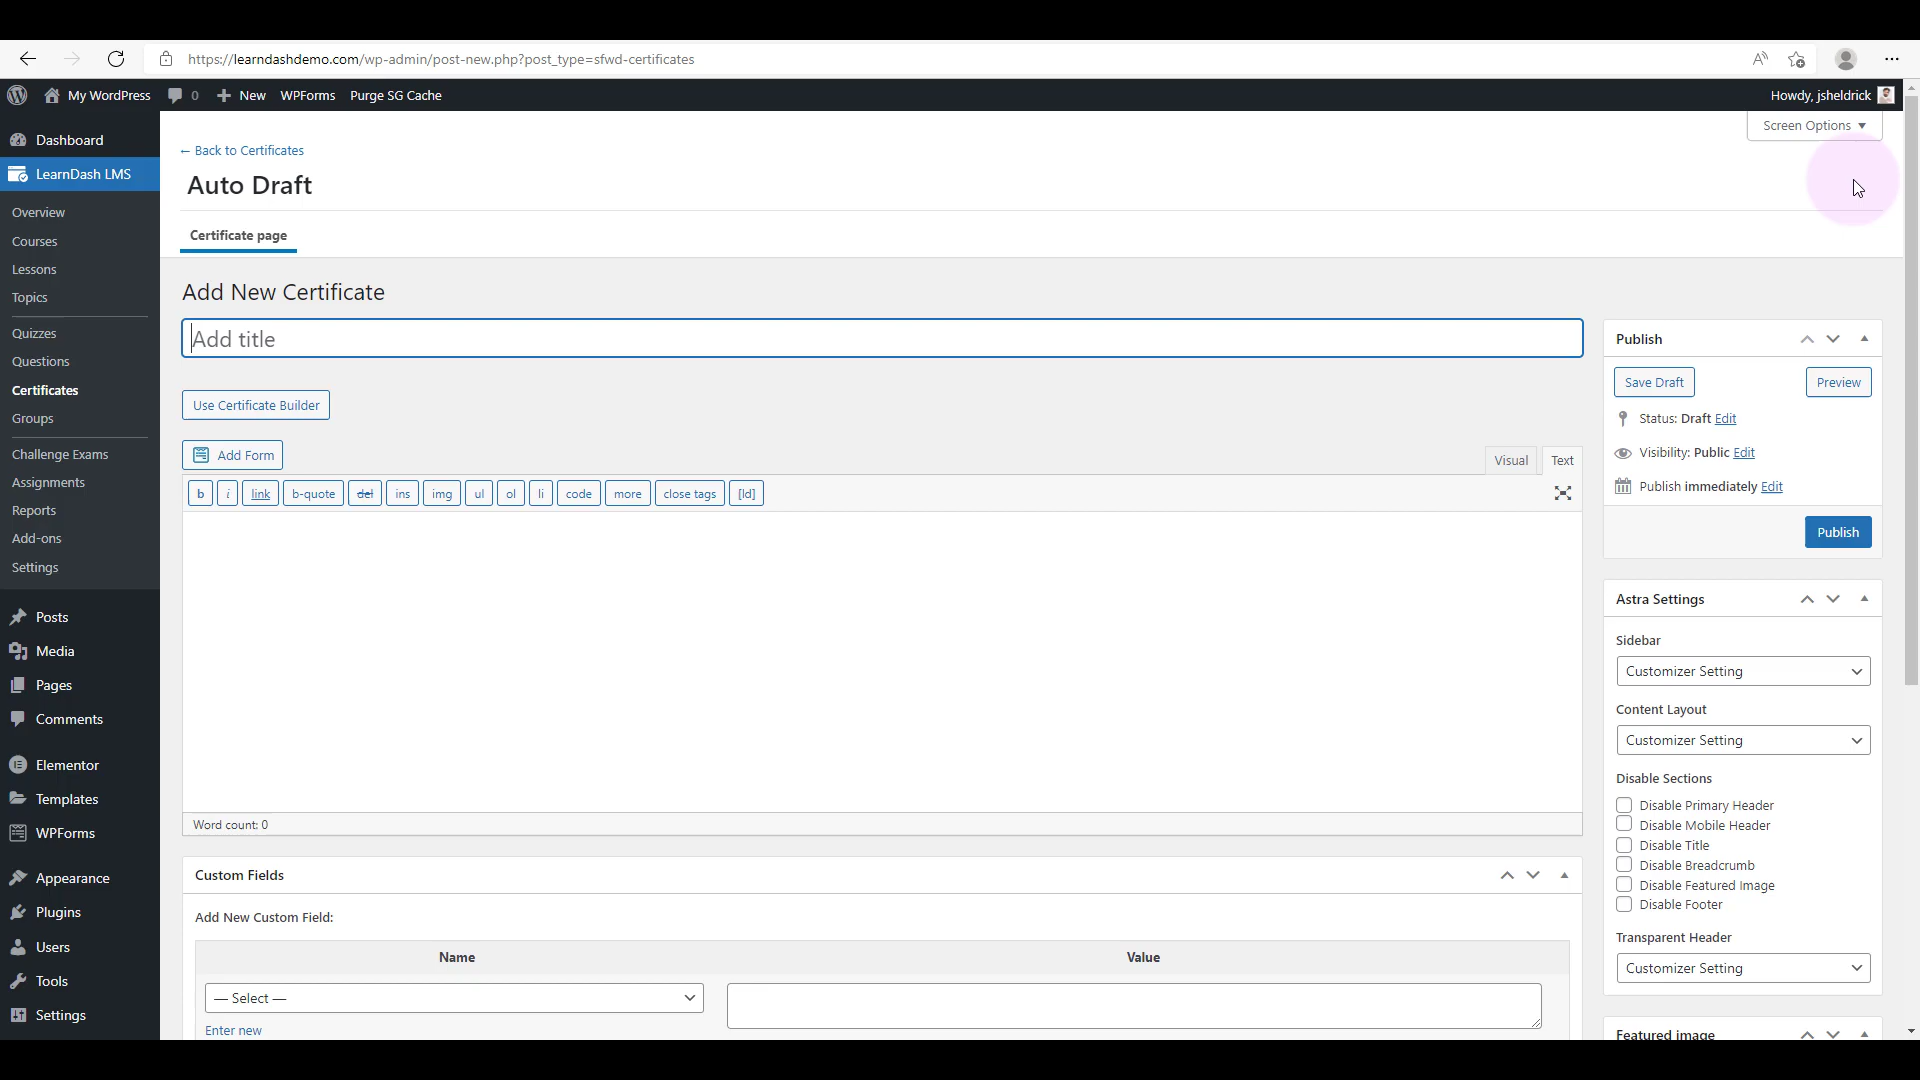 https://learndashdemo.com/wp-admin/post-new.php?post_type=sfwd-certificates
My WordPress
0
New
WPForms
Purge SG Cache
Howdy, jsheldrick
Dashboard
LearnDash LMS
Overview
Courses
Lessons
Topics
Quizzes
Questions
Certificates
Groups
Challenge Exams
Assignments
Reports
Add-ons
Settings
Posts
Media
Pages
Comments
Elementor
Templates
WPForms
Appearance
Plugins
Users
Tools
Settings
Screen Options
← Back to Certificates
Auto Draft
Certificate page
Add New Certificate
Add title
Use Certificate Builder
Add Form
Visual
Text
b
i
link
b-quote
del
ins
img
ul
ol
li
code
more
close tags
[ld]
Word count: 0
Custom Fields
Add New Custom Field:
Name
Value
— Select —
Enter new
Publish
Save Draft
Preview
Status: Draft Edit
Visibility: Public Edit
Publish immediately Edit
Publish
Astra Settings
Sidebar
Customizer Setting
Content Layout
Customizer Setting
Disable Sections
Disable Primary Header
Disable Mobile Header
Disable Title
Disable Breadcrumb
Disable Featured Image
Disable Footer
Transparent Header
Customizer Setting
Featured image